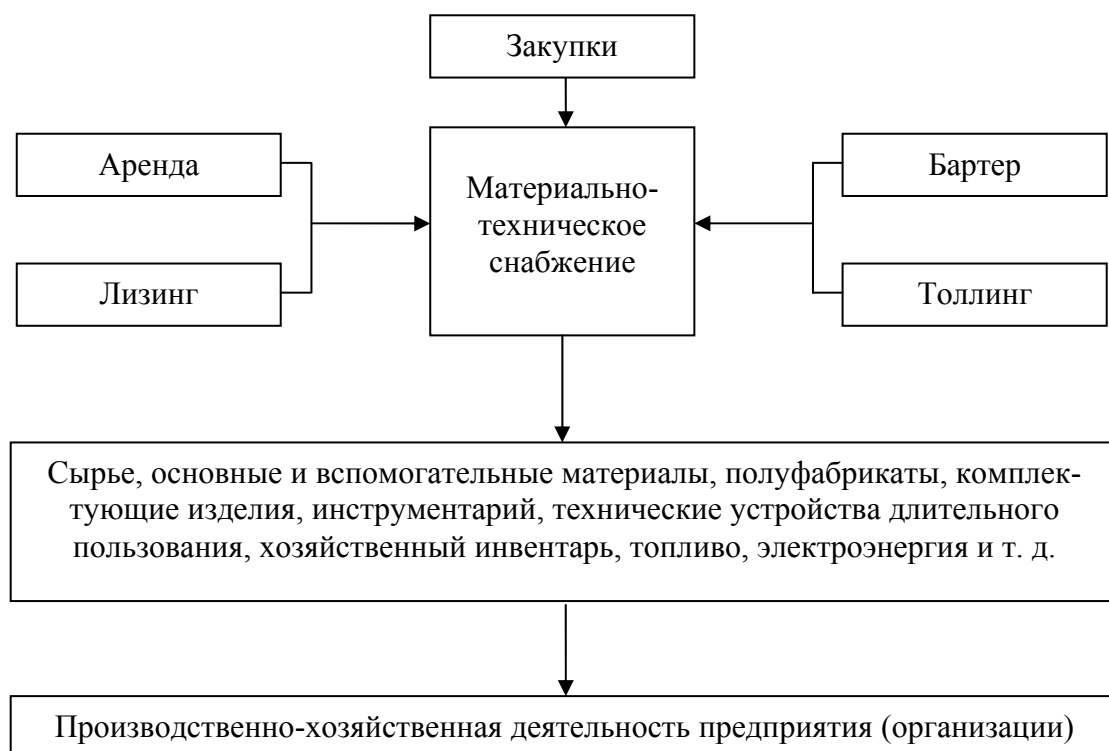 Закупки
Аренда
Бартер
Материально-
техническое
снабжение
Лизинг
Толлинг
Сырье, основные и вспомогательные материалы, полуфабрикаты, комплек-
тующие изделия, инструментарий, технические устройства длительного
пользования, хозяйственный инвентарь, топливо, электроэнергия и т. д.
Производственно-хозяйственная деятельность предприятия (организации)